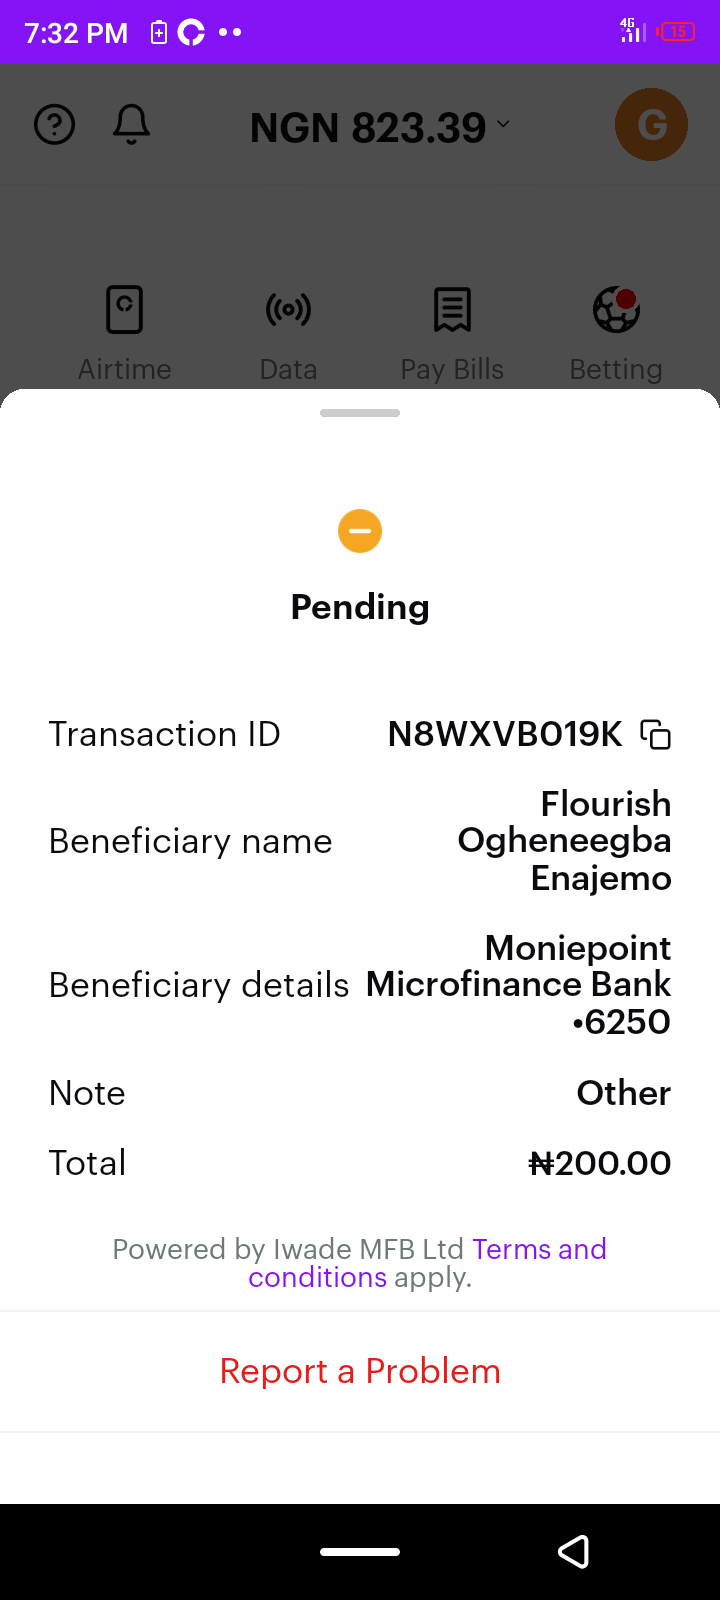 7:32 PM
4G
15
NGN 823.39
G
Airtime
Data
Pay Bills
Betting
Pending
Transaction ID
N8WXVB019K
Beneficiary name
Flourish
Ogheneegba
Enajemo
Beneficiary details
Moniepoint
Microfinance Bank
•6250
Note
Other
Total
₦200.00
Powered by Iwade MFB Ltd Terms and
conditions apply.
Report a Problem